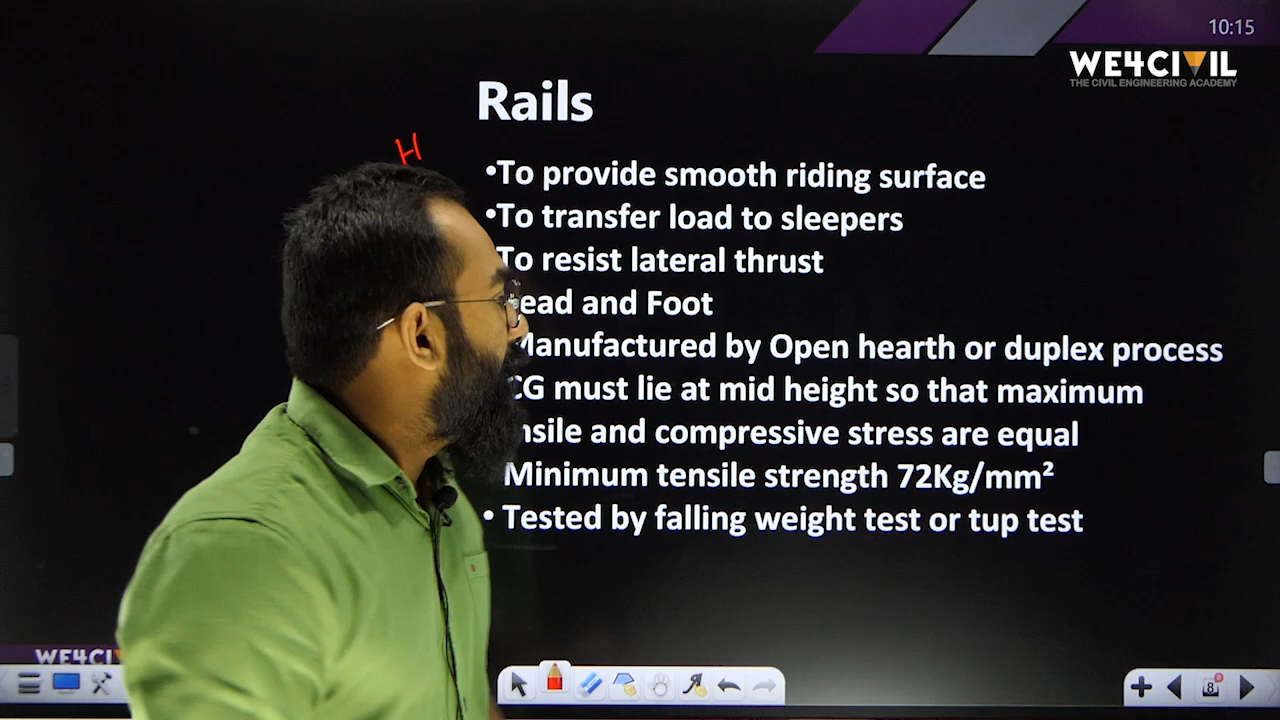 10:15
WE4CIVIL
THE CIVIL ENGINEERING ACADEMY
Rails
H
•To provide smooth riding surface
•To transfer load to sleepers
To resist lateral thrust
and Foot
Manufactured by Open hearth or duplex process
CG must lie at mid height so that maximum
and compressive stress are equal
Minimum tensile strength 72Kg/mm²
• Tested by falling weight test or tup test
WE4CI
8